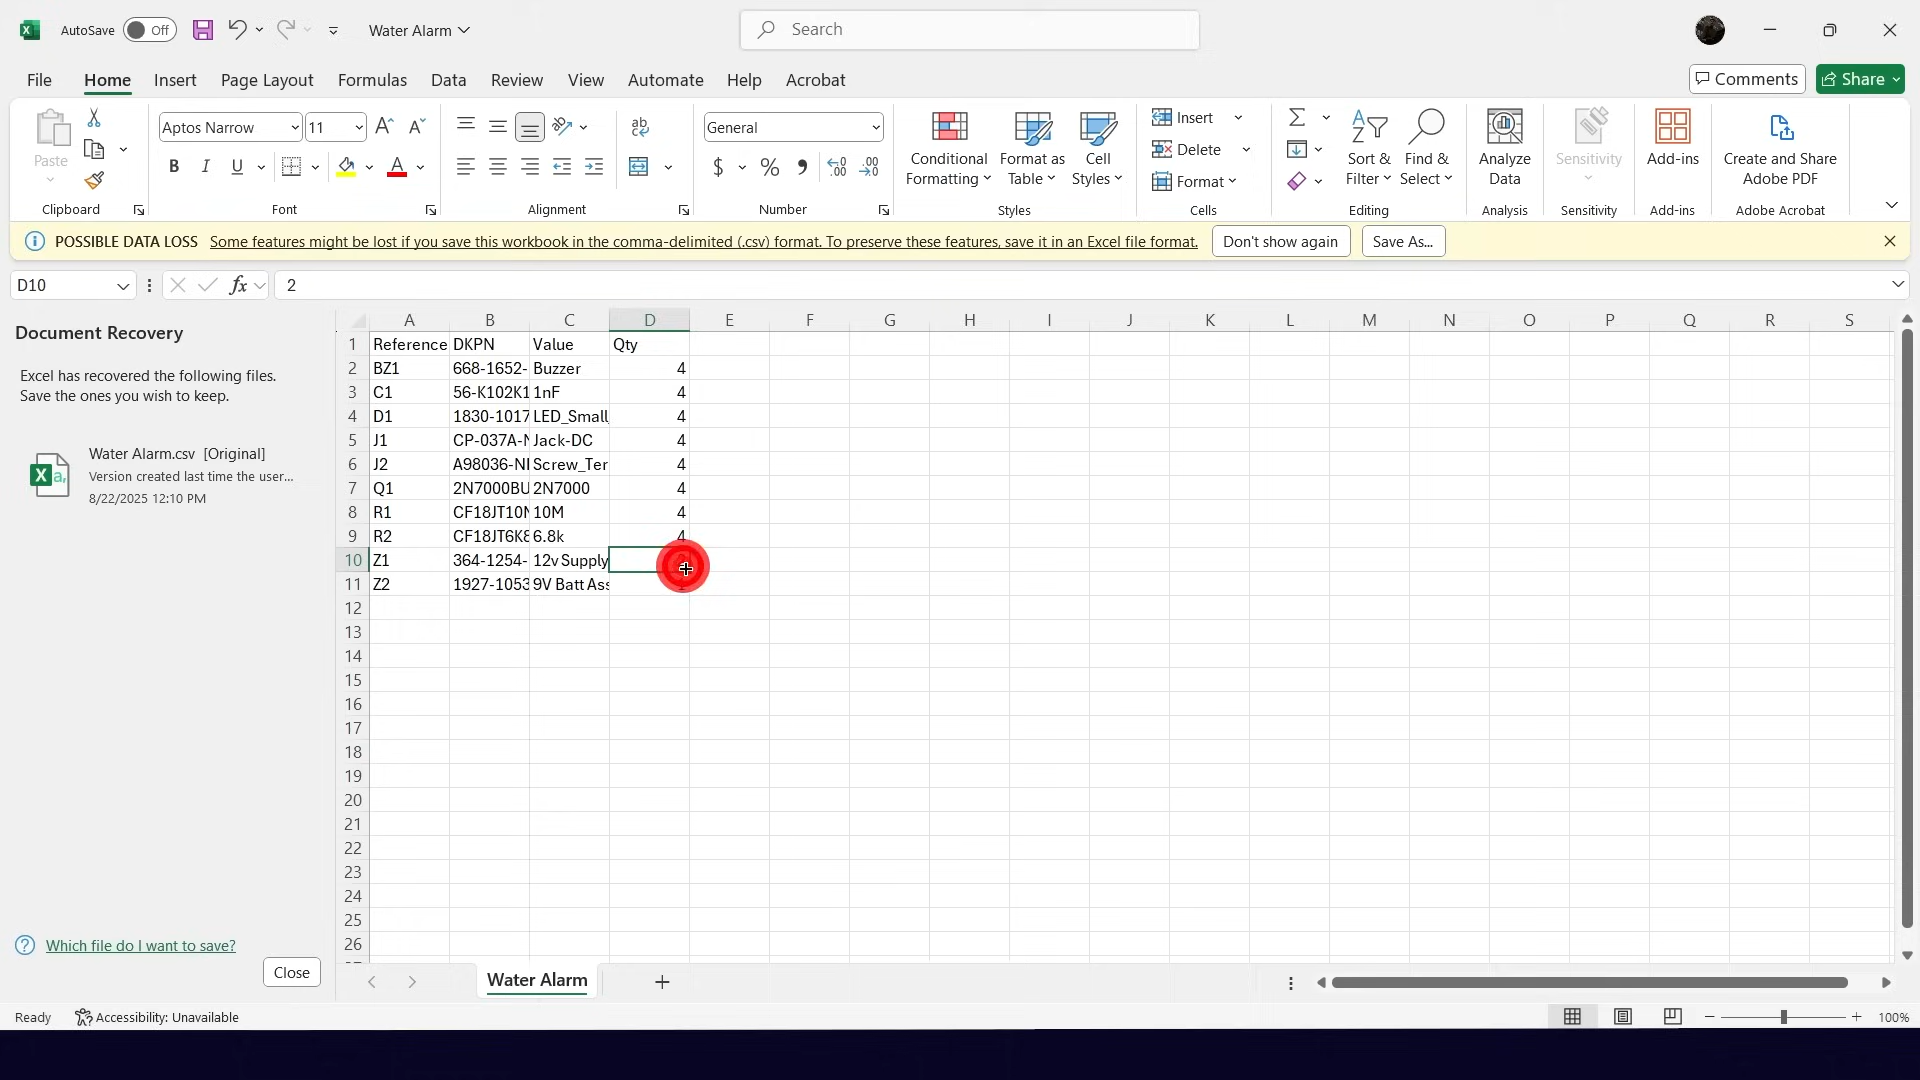 AutoSave Off Water Alarm Search
File Home Insert Page Layout Formulas Data Review View Automate Help Acrobat Comments Share
Paste
Clipboard
Aptos Narrow 11
B I U A
Font
Alignment
General
$ % 9 .00
Number
Conditional Formatting
Format as Table
Cell Styles
Styles
Insert
Delete
Format
Cells
Sort & Filter
Find & Select
Editing
Analyze Data
Analysis
Sensitivity
Sensitivity
Add-ins
Add-ins
Create and Share Adobe PDF
Adobe Acrobat
POSSIBLE DATA LOSS Some features might be lost if you save this workbook in the comma-delimited (.csv) format. To preserve these features, save it in an Excel file format. Don't show again Save As...
D10 fx 2
Document Recovery
Excel has recovered the following files.
Save the ones you wish to keep.
Water Alarm.csv [Original]
Version created last time the user...
8/22/2025 12:10 PM
Which file do I want to save?
Close
A B C D E F G H I J K L M N O P Q R S
1 Reference DKPN Value Qty
2 BZ1 668-1652- Buzzer 4
3 C1 56-K102K1 1nF 4
4 D1 1830-1017 LED_Small 4
5 J1 CP-037A-N Jack-DC 4
6 J2 A98036-NI Screw_Ter 4
7 Q1 2N7000BU 2N7000 4
8 R1 CF18JT10M 10M 4
9 R2 CF18JT6K8 6.8k 4
10 Z1 364-1254- 12v Supply
11 Z2 1927-1053 9V Batt Ass
12
13
14
15
16
17
18
19
20
21
22
23
24
25
26
Water Alarm
Ready Accessibility: Unavailable 100%